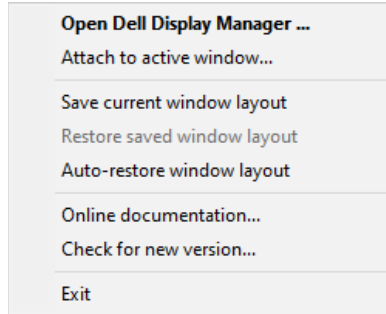 Open Dell Display Manager ...
Attach to active window...
Save current window layout
Restore saved window layout
Auto-restore window layout
Online documentation...
Check for new version...
Exit